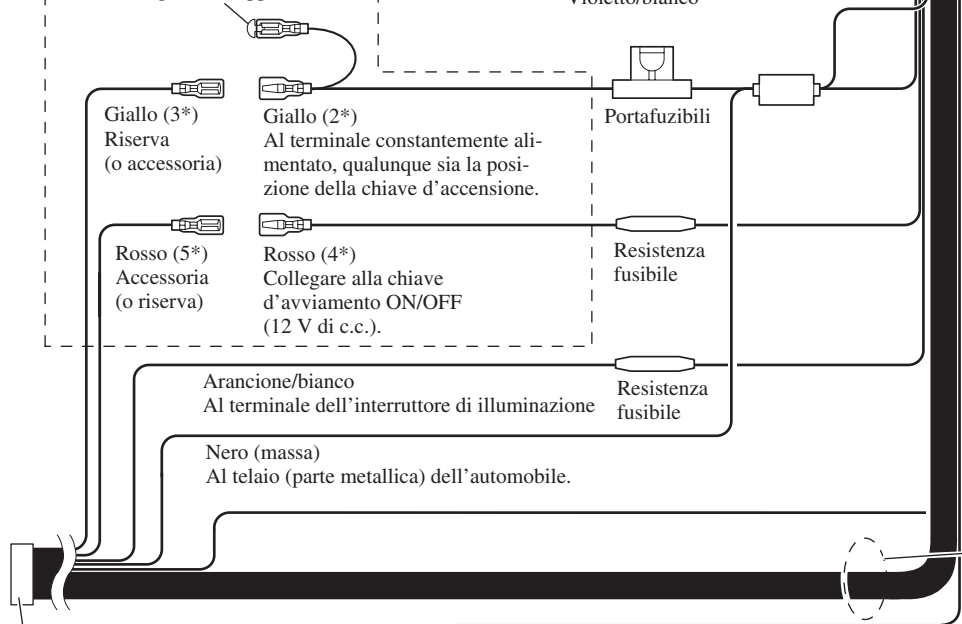 Violetto/bianco
Giallo (3*)
Riserva
(o accessoria)
Giallo (2*)
Al terminale constantemente ali-
mentato, qualunque sia la posi-
zione della chiave d’accensione.
Portafuzibili
Rosso (5*)
Accessoria
(o riserva)
Rosso (4*)
Collegare alla chiave
d’avviamento ON/OFF
(12 V di c.c.).
Resistenza
fusibile
Arancione/bianco
Al terminale dell’interruttore di illuminazione
Resistenza
fusibile
Nero (massa)
Al telaio (parte metallica) dell’automobile.